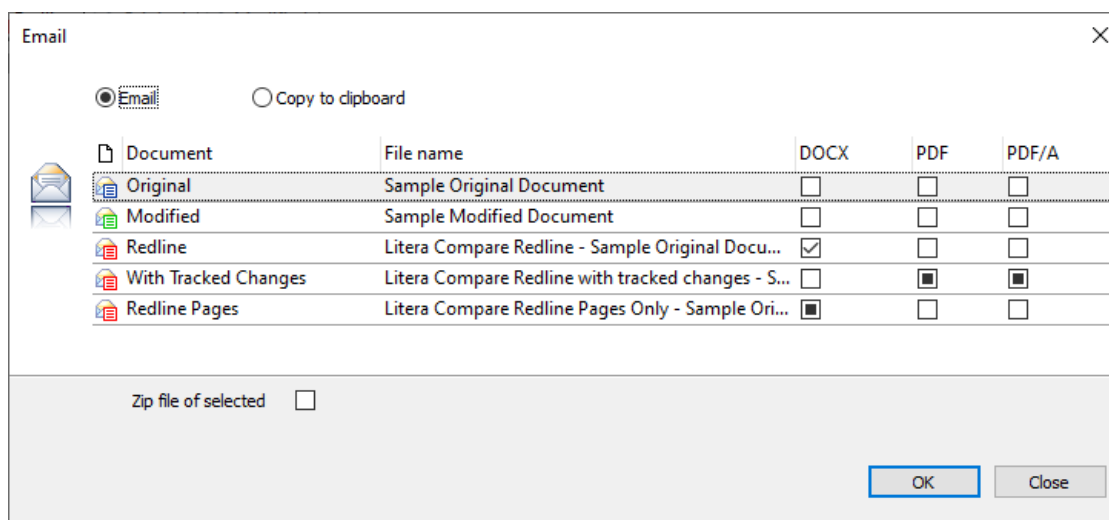 Email
Email Copy to clipboard
Document File name DOCX PDF PDF/A
Original Sample Original Document
Modified Sample Modified Document
Redline Litera Compare Redline - Sample Original Docu...
With Tracked Changes Litera Compare Redline with tracked changes - S...
Redline Pages Litera Compare Redline Pages Only - Sample Ori...
Zip file of selected
OK Close